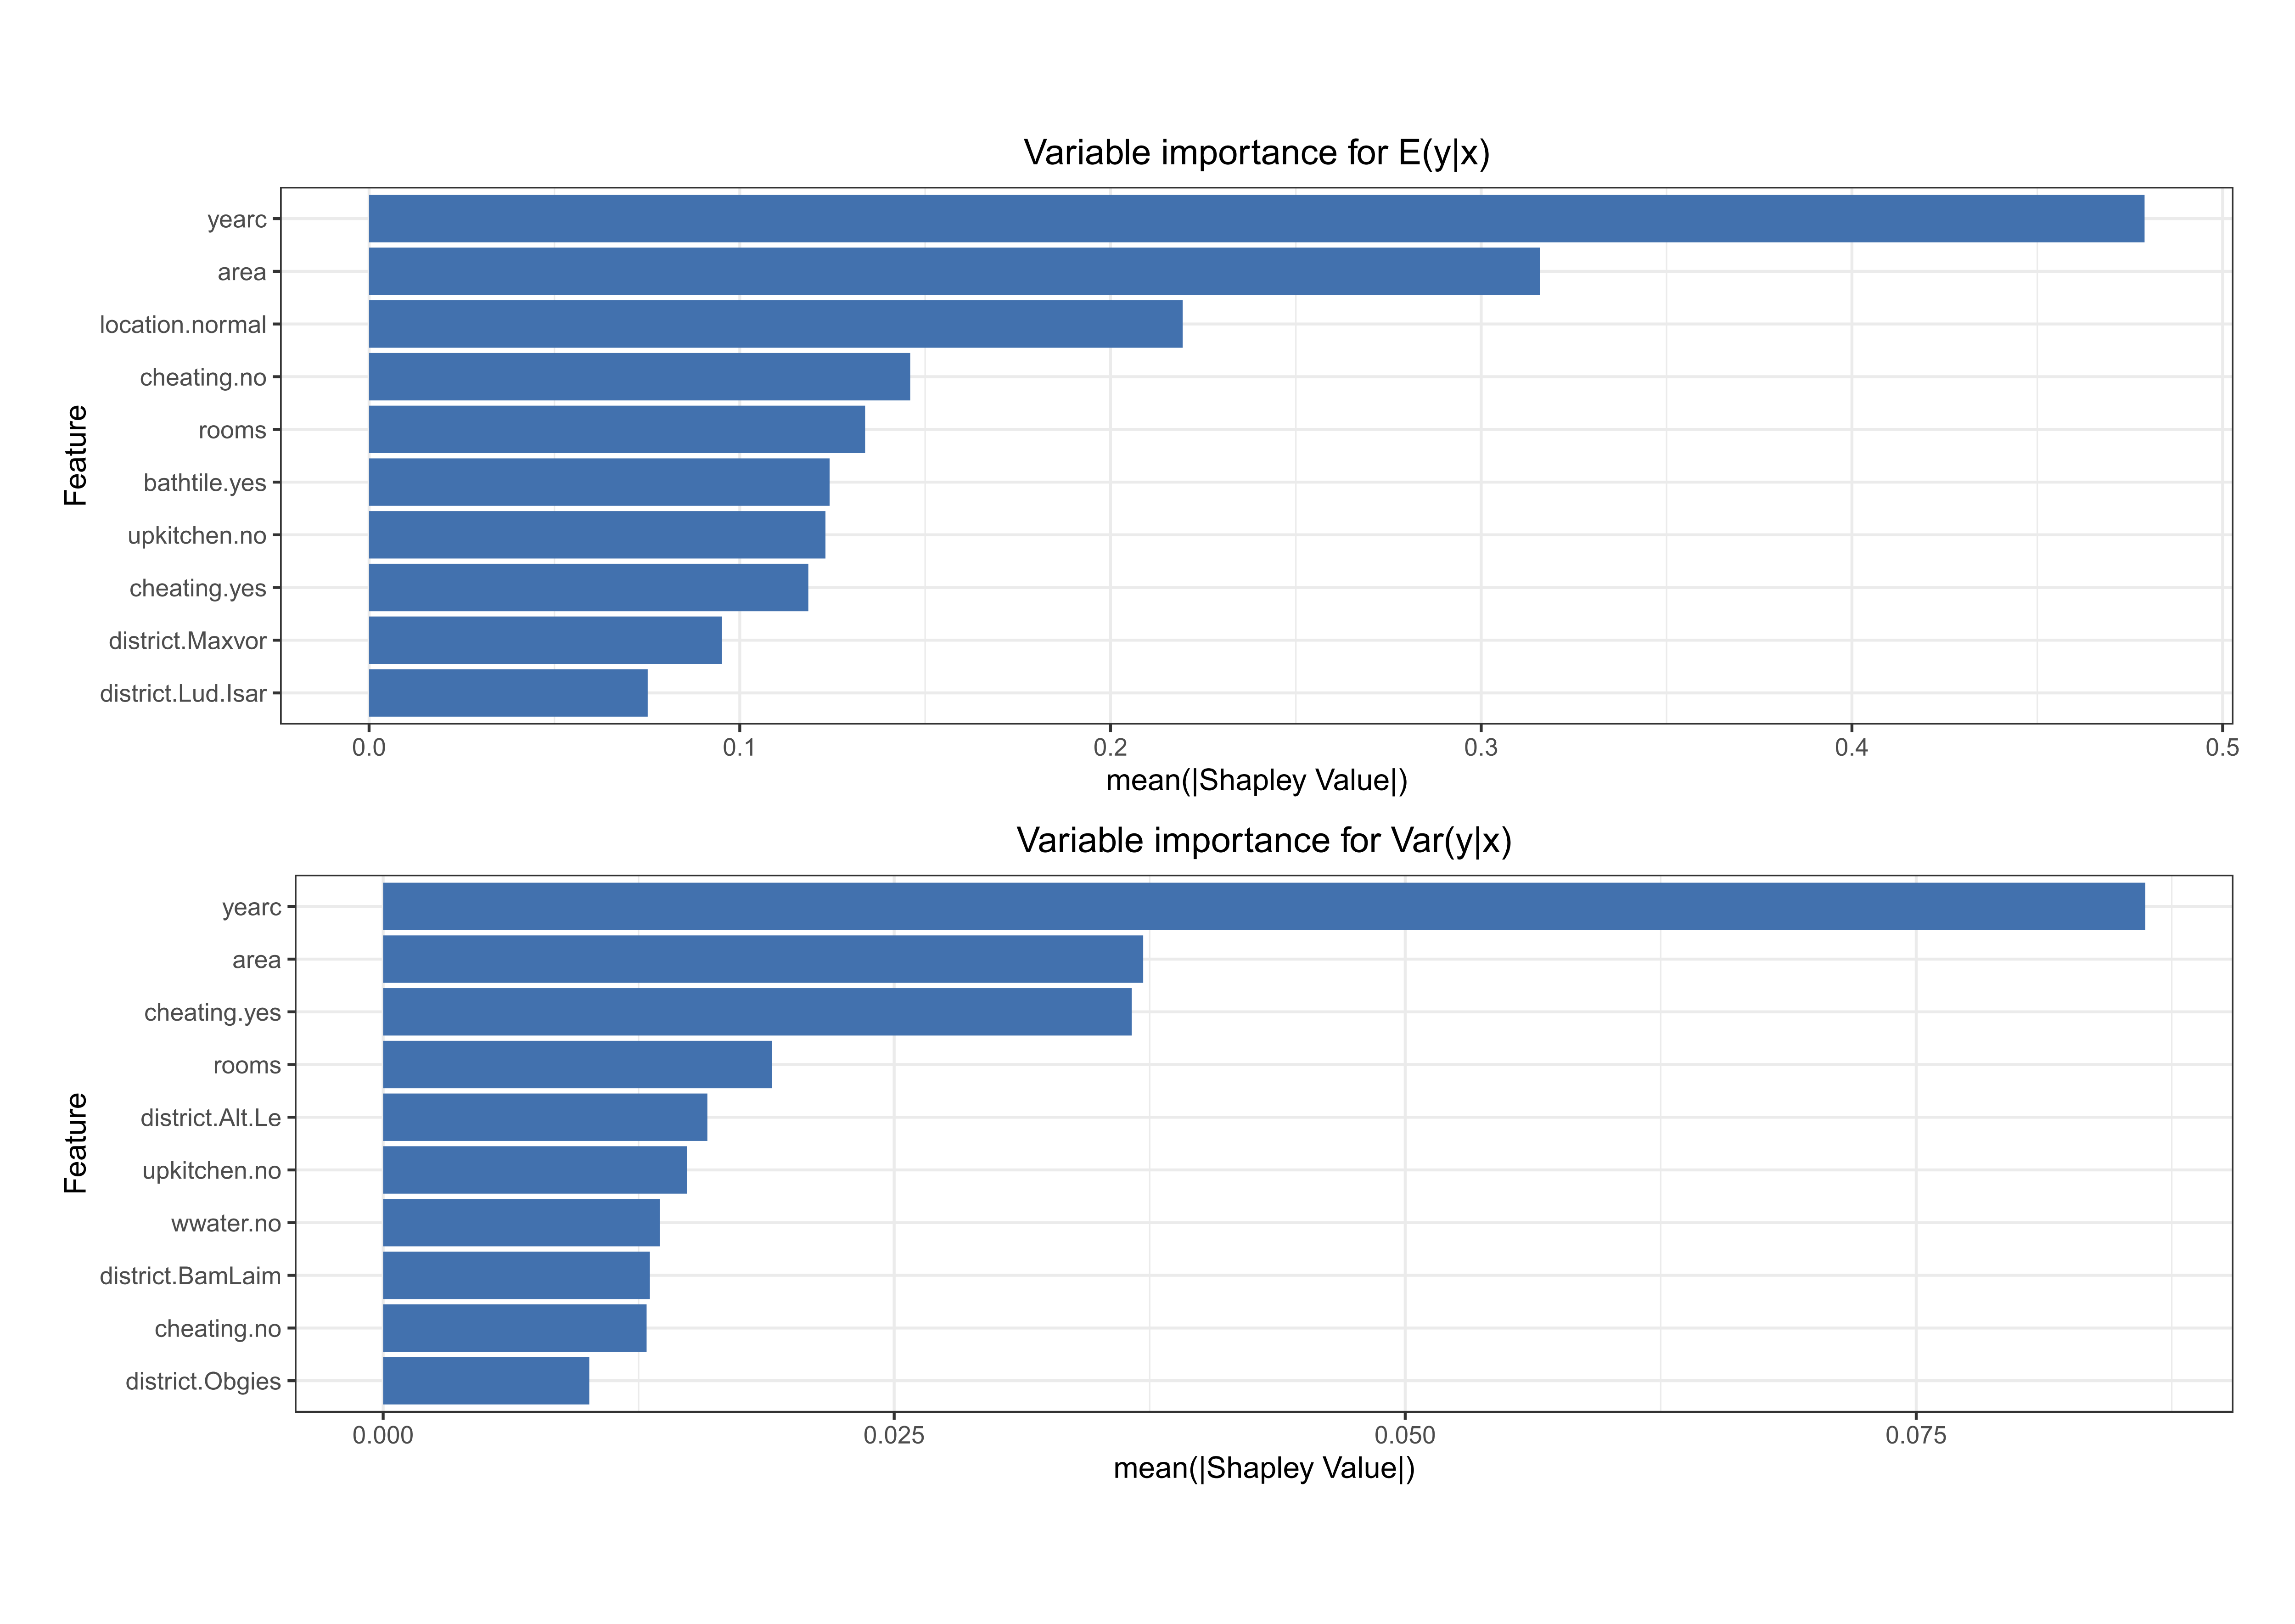 Variable importance for E(y|x)
Feature
yearc
area
location.normal
cheating.no
rooms
bathtile.yes
upkitchen.no
cheating.yes
district.Maxvor
district.Lud.Isar
0.0 0.1 0.2 0.3 0.4 0.5
mean(|Shapley Value|)
Variable importance for Var(y|x)
Feature
yearc
area
cheating.yes
rooms
district.Alt.Le
upkitchen.no
wwater.no
district.BamLaim
cheating.no
district.Obgies
0.000 0.025 0.050 0.075
mean(|Shapley Value|)